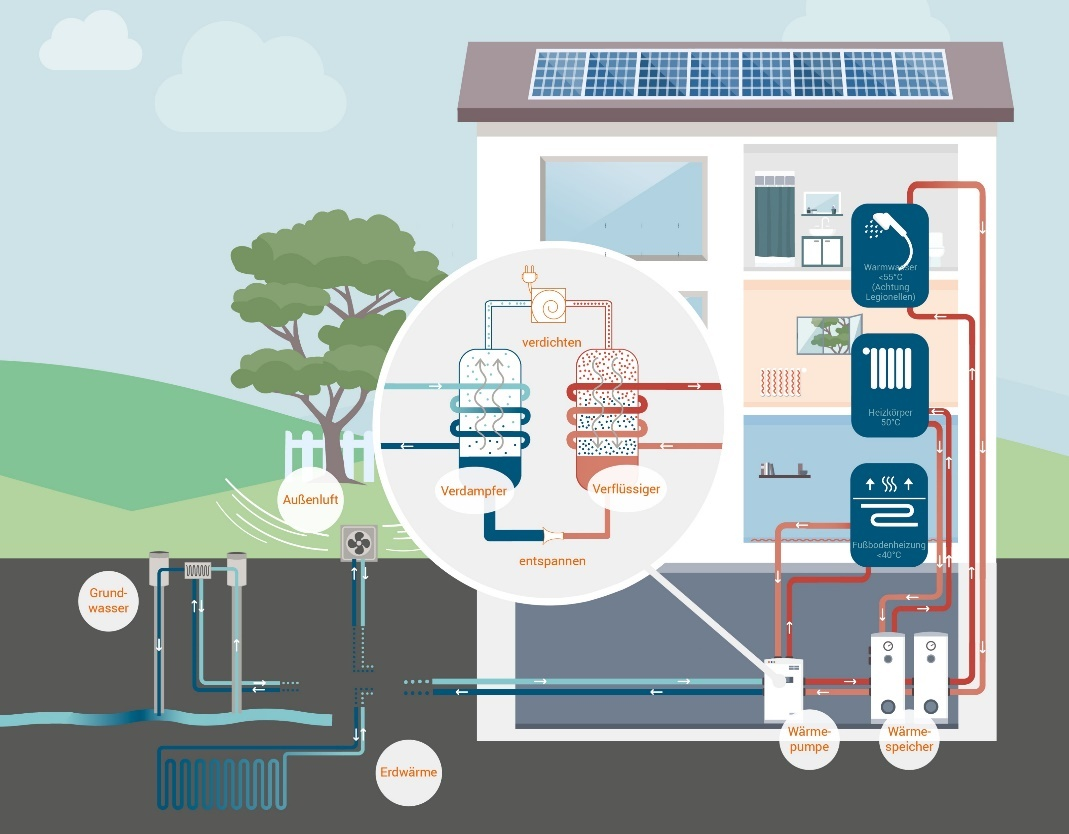 Warmwasser
<55°C
(Achtung
Legionellen)
verdichten
Heizkörper
50°C
Verdampfer
Verflüssiger
Außenluft
Fußbodenheizung
<40°C
entspannen
Grund-
wasser
Wärme-
pumpe
Wärme-
speicher
Erdwärme